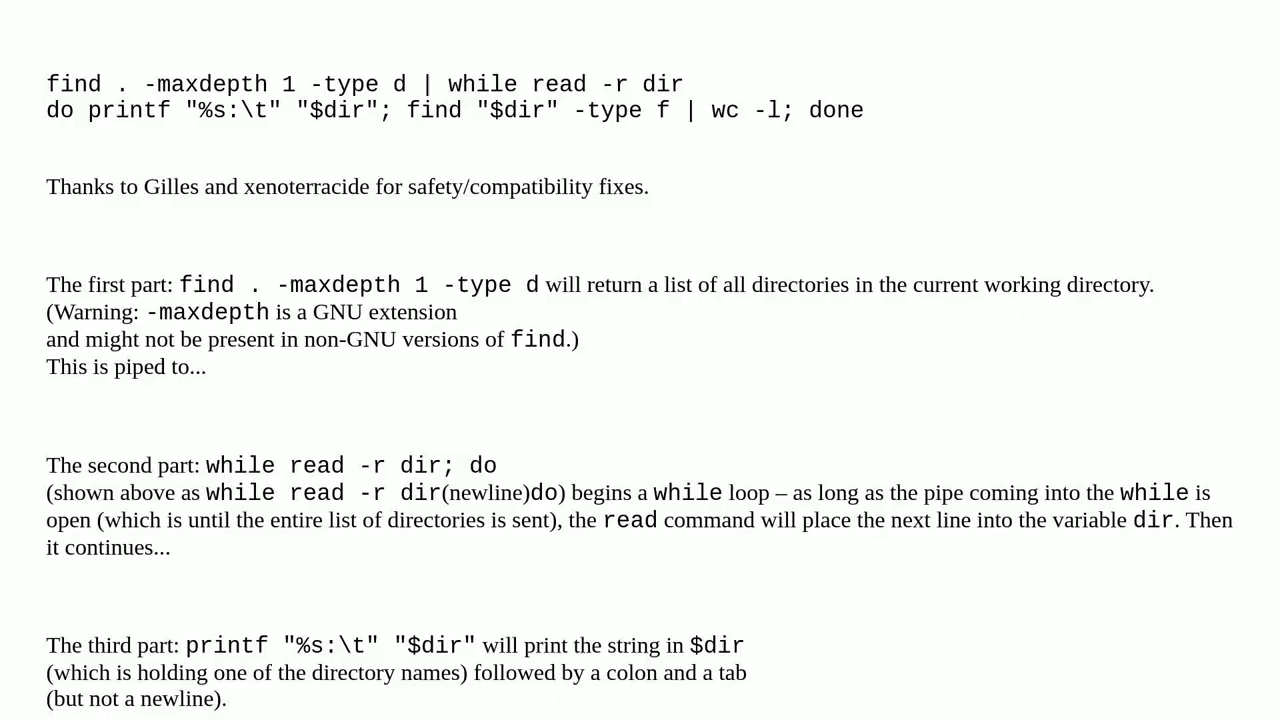 find . -maxdepth 1 -type d | while read -r dir
do printf "%s:\t" "$dir"; find "$dir" -type f | wc -l; done
Thanks to Gilles and xenoterracide for safety/compatibility fixes.
The first part: find . -maxdepth 1 -type d will return a list of all directories in the current working directory.
(Warning: -maxdepth is a GNU extension
and might not be present in non-GNU versions of find.)
This is piped to...
The second part: while read -r dir; do
(shown above as while read -r dir(newline)do) begins a while loop – as long as the pipe coming into the while is
open (which is until the entire list of directories is sent), the read command will place the next line into the variable dir. Then
it continues...
The third part: printf "%s:\t" "$dir" will print the string in $dir
(which is holding one of the directory names) followed by a colon and a tab
(but not a newline).